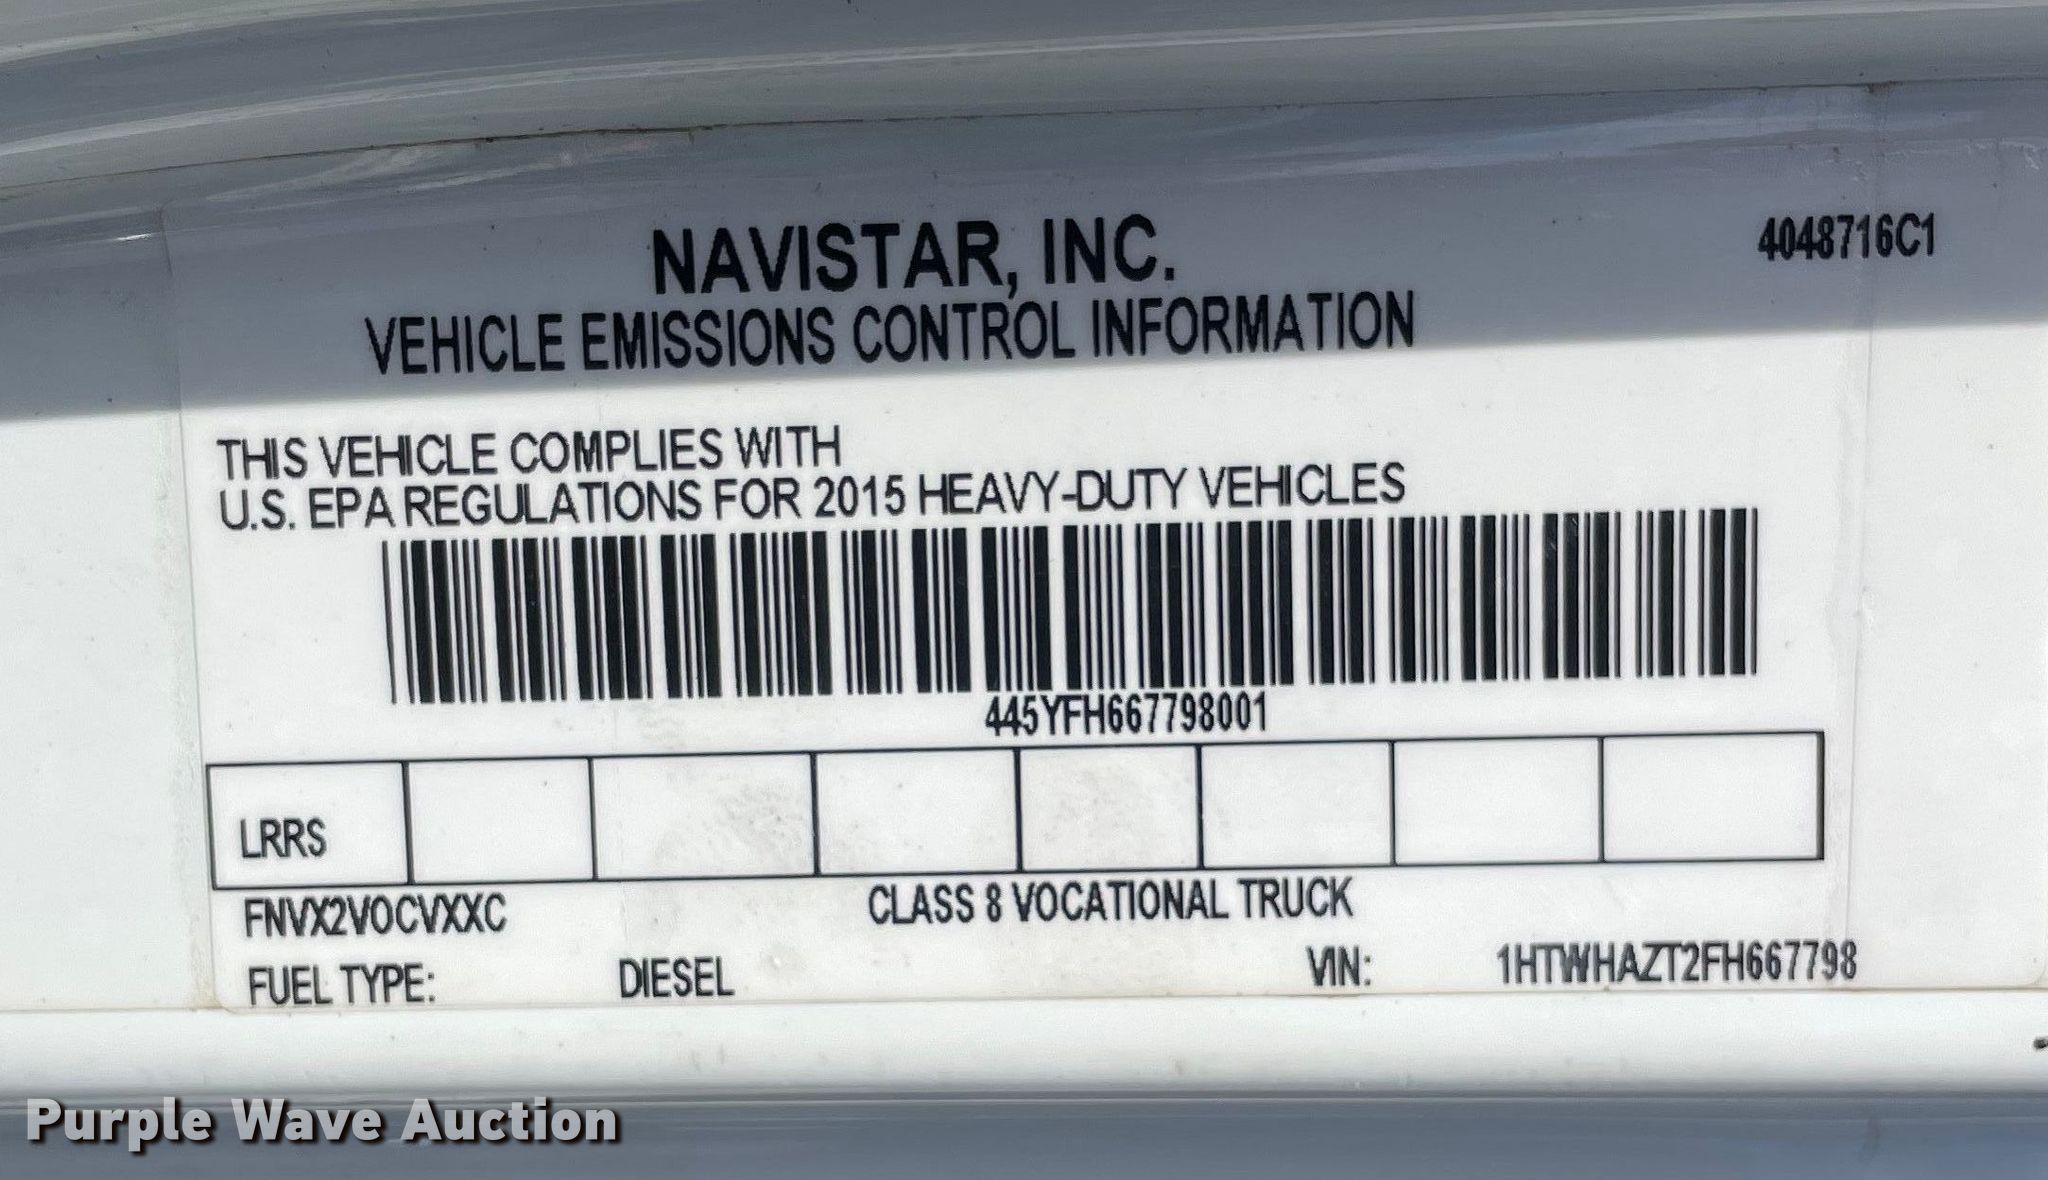 NAVISTAR, INC.
4048716C1
VEHICLE EMISSIONS CONTROL INFORMATION
THIS VEHICLE COMPLIES WITH
U.S. EPA REGULATIONS FOR 2015 HEAVY-DUTY VEHICLES
445YFH667798001
LRRS
FNVX2VOCVXXC CLASS 8 VOCATIONAL TRUCK
FUEL TYPE: DIESEL VIN: 1HTWHAZT2FH667798
Purple Wave Auction